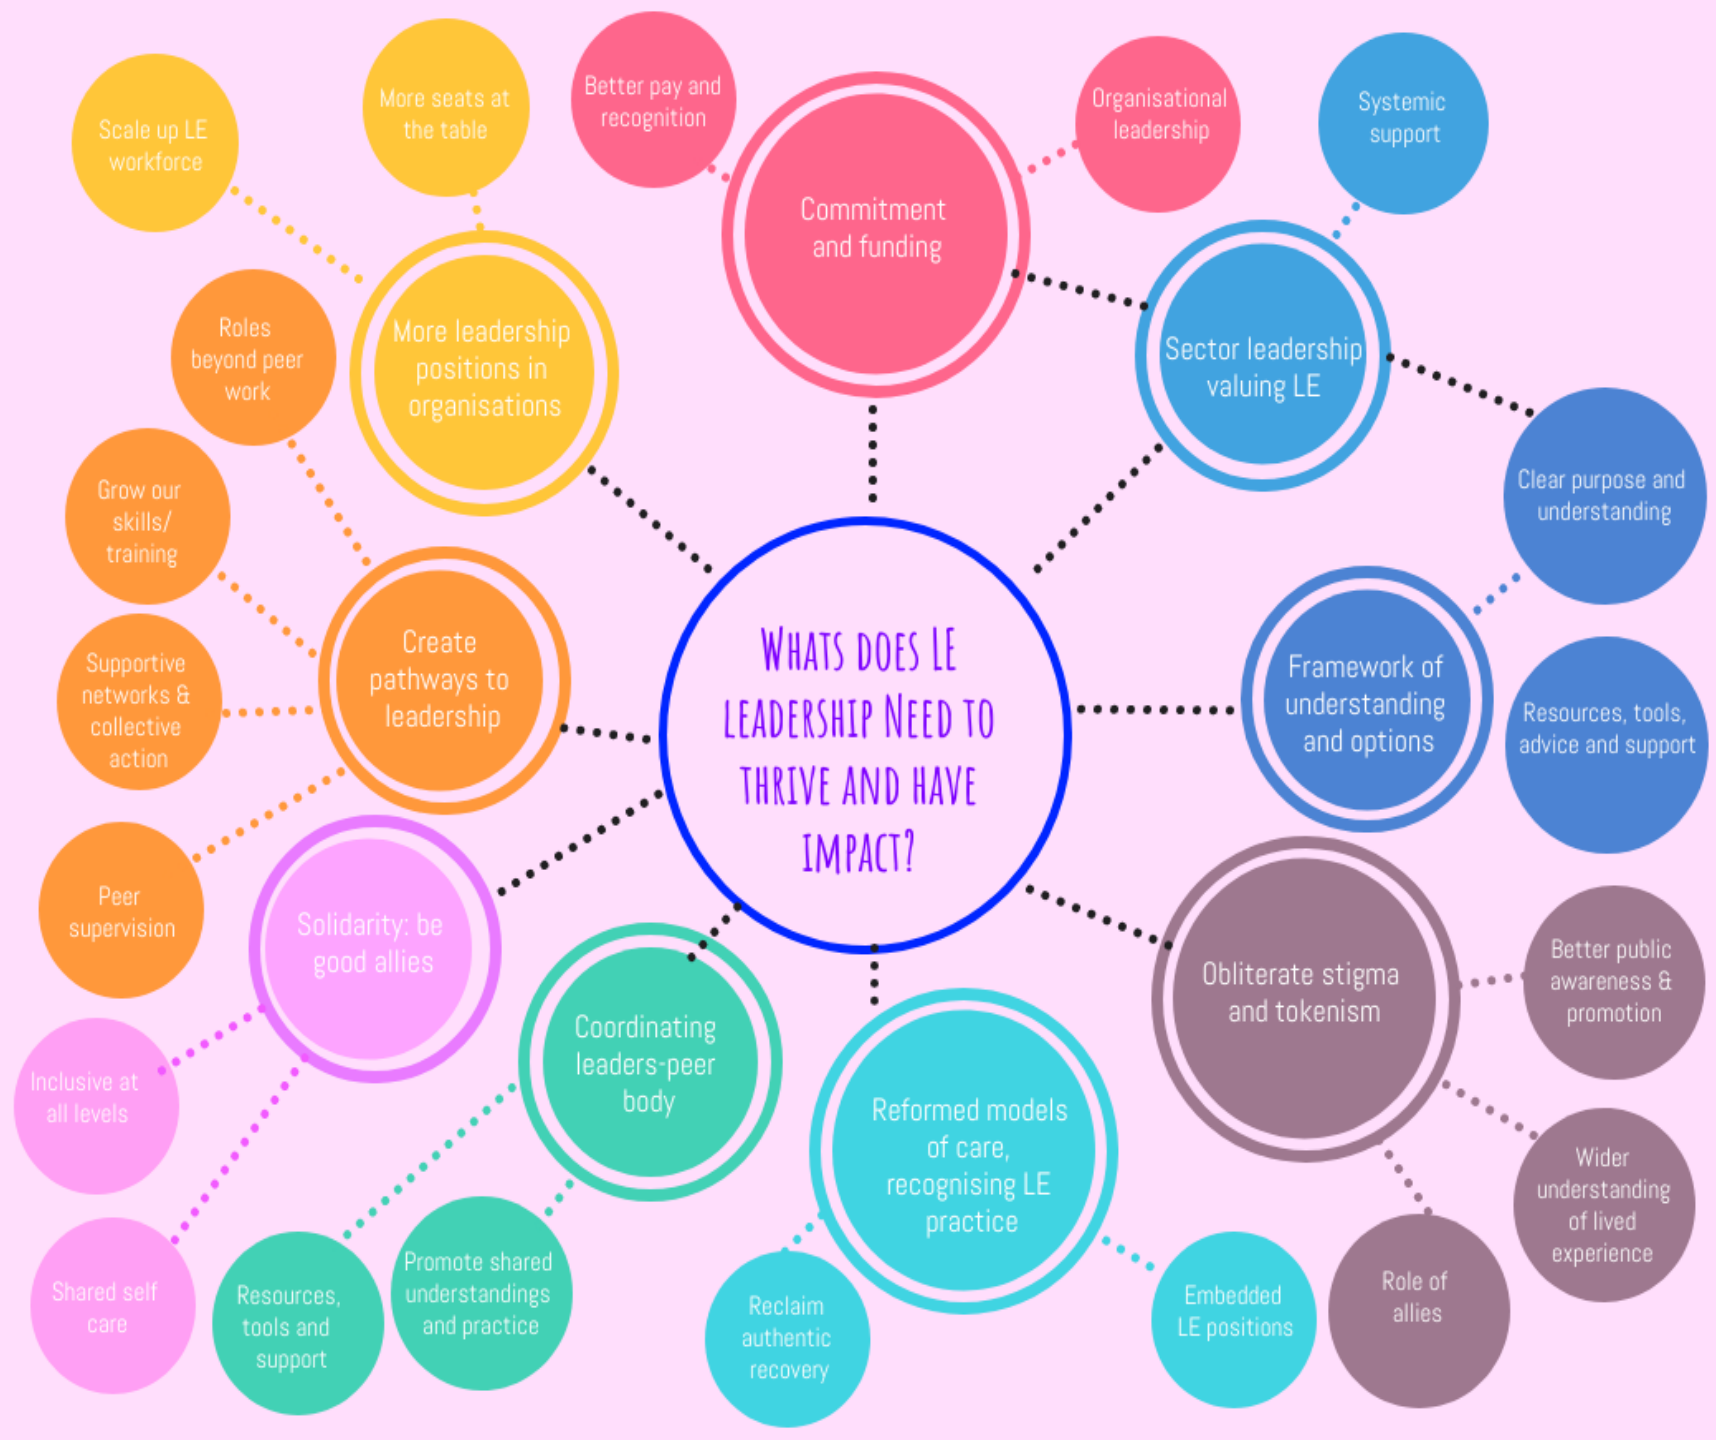 WHATS DOES LE
LEADERSHIP NEED TO
THRIVE AND HAVE
IMPACT?
Commitment
and funding
Better pay and
recognition
Organisational
leadership
Sector leadership
valuing LE
Systemic
support
Clear purpose and
understanding
Framework of
understanding
and options
Resources, tools,
advice and support
Obliterate stigma
and tokenism
Better public
awareness &
promotion
Wider
understanding
of lived
experience
Role of
allies
Reformed models
of care,
recognising LE
practice
Embedded
LE positions
Reclaim
authentic
recovery
Coordinating
leaders-peer
body
Promote shared
understandings
and practice
Resources,
tools and
support
Solidarity: be
good allies
Inclusive at
all levels
Shared self
care
Create
pathways to
leadership
Roles
beyond peer
work
Grow our
skills/
training
Supportive
networks &
collective
action
Peer
supervision
More leadership
positions in
organisations
Scale up LE
workforce
More seats at
the table